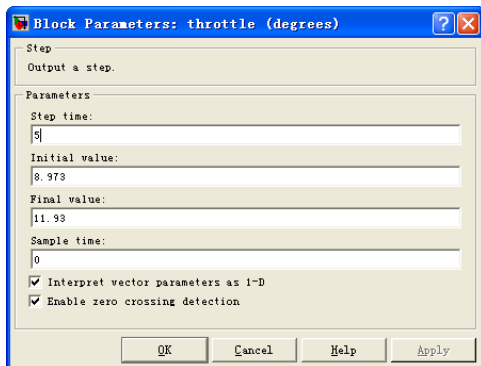 Block Parameters: throttle (degrees)
Step
Output a step.
Parameters
Step time:
5
Initial value:
8.973
Final value:
11.93
Sample time:
0
Interpret vector parameters as 1-D
Enable zero crossing detection
OK Cancel Help Apply